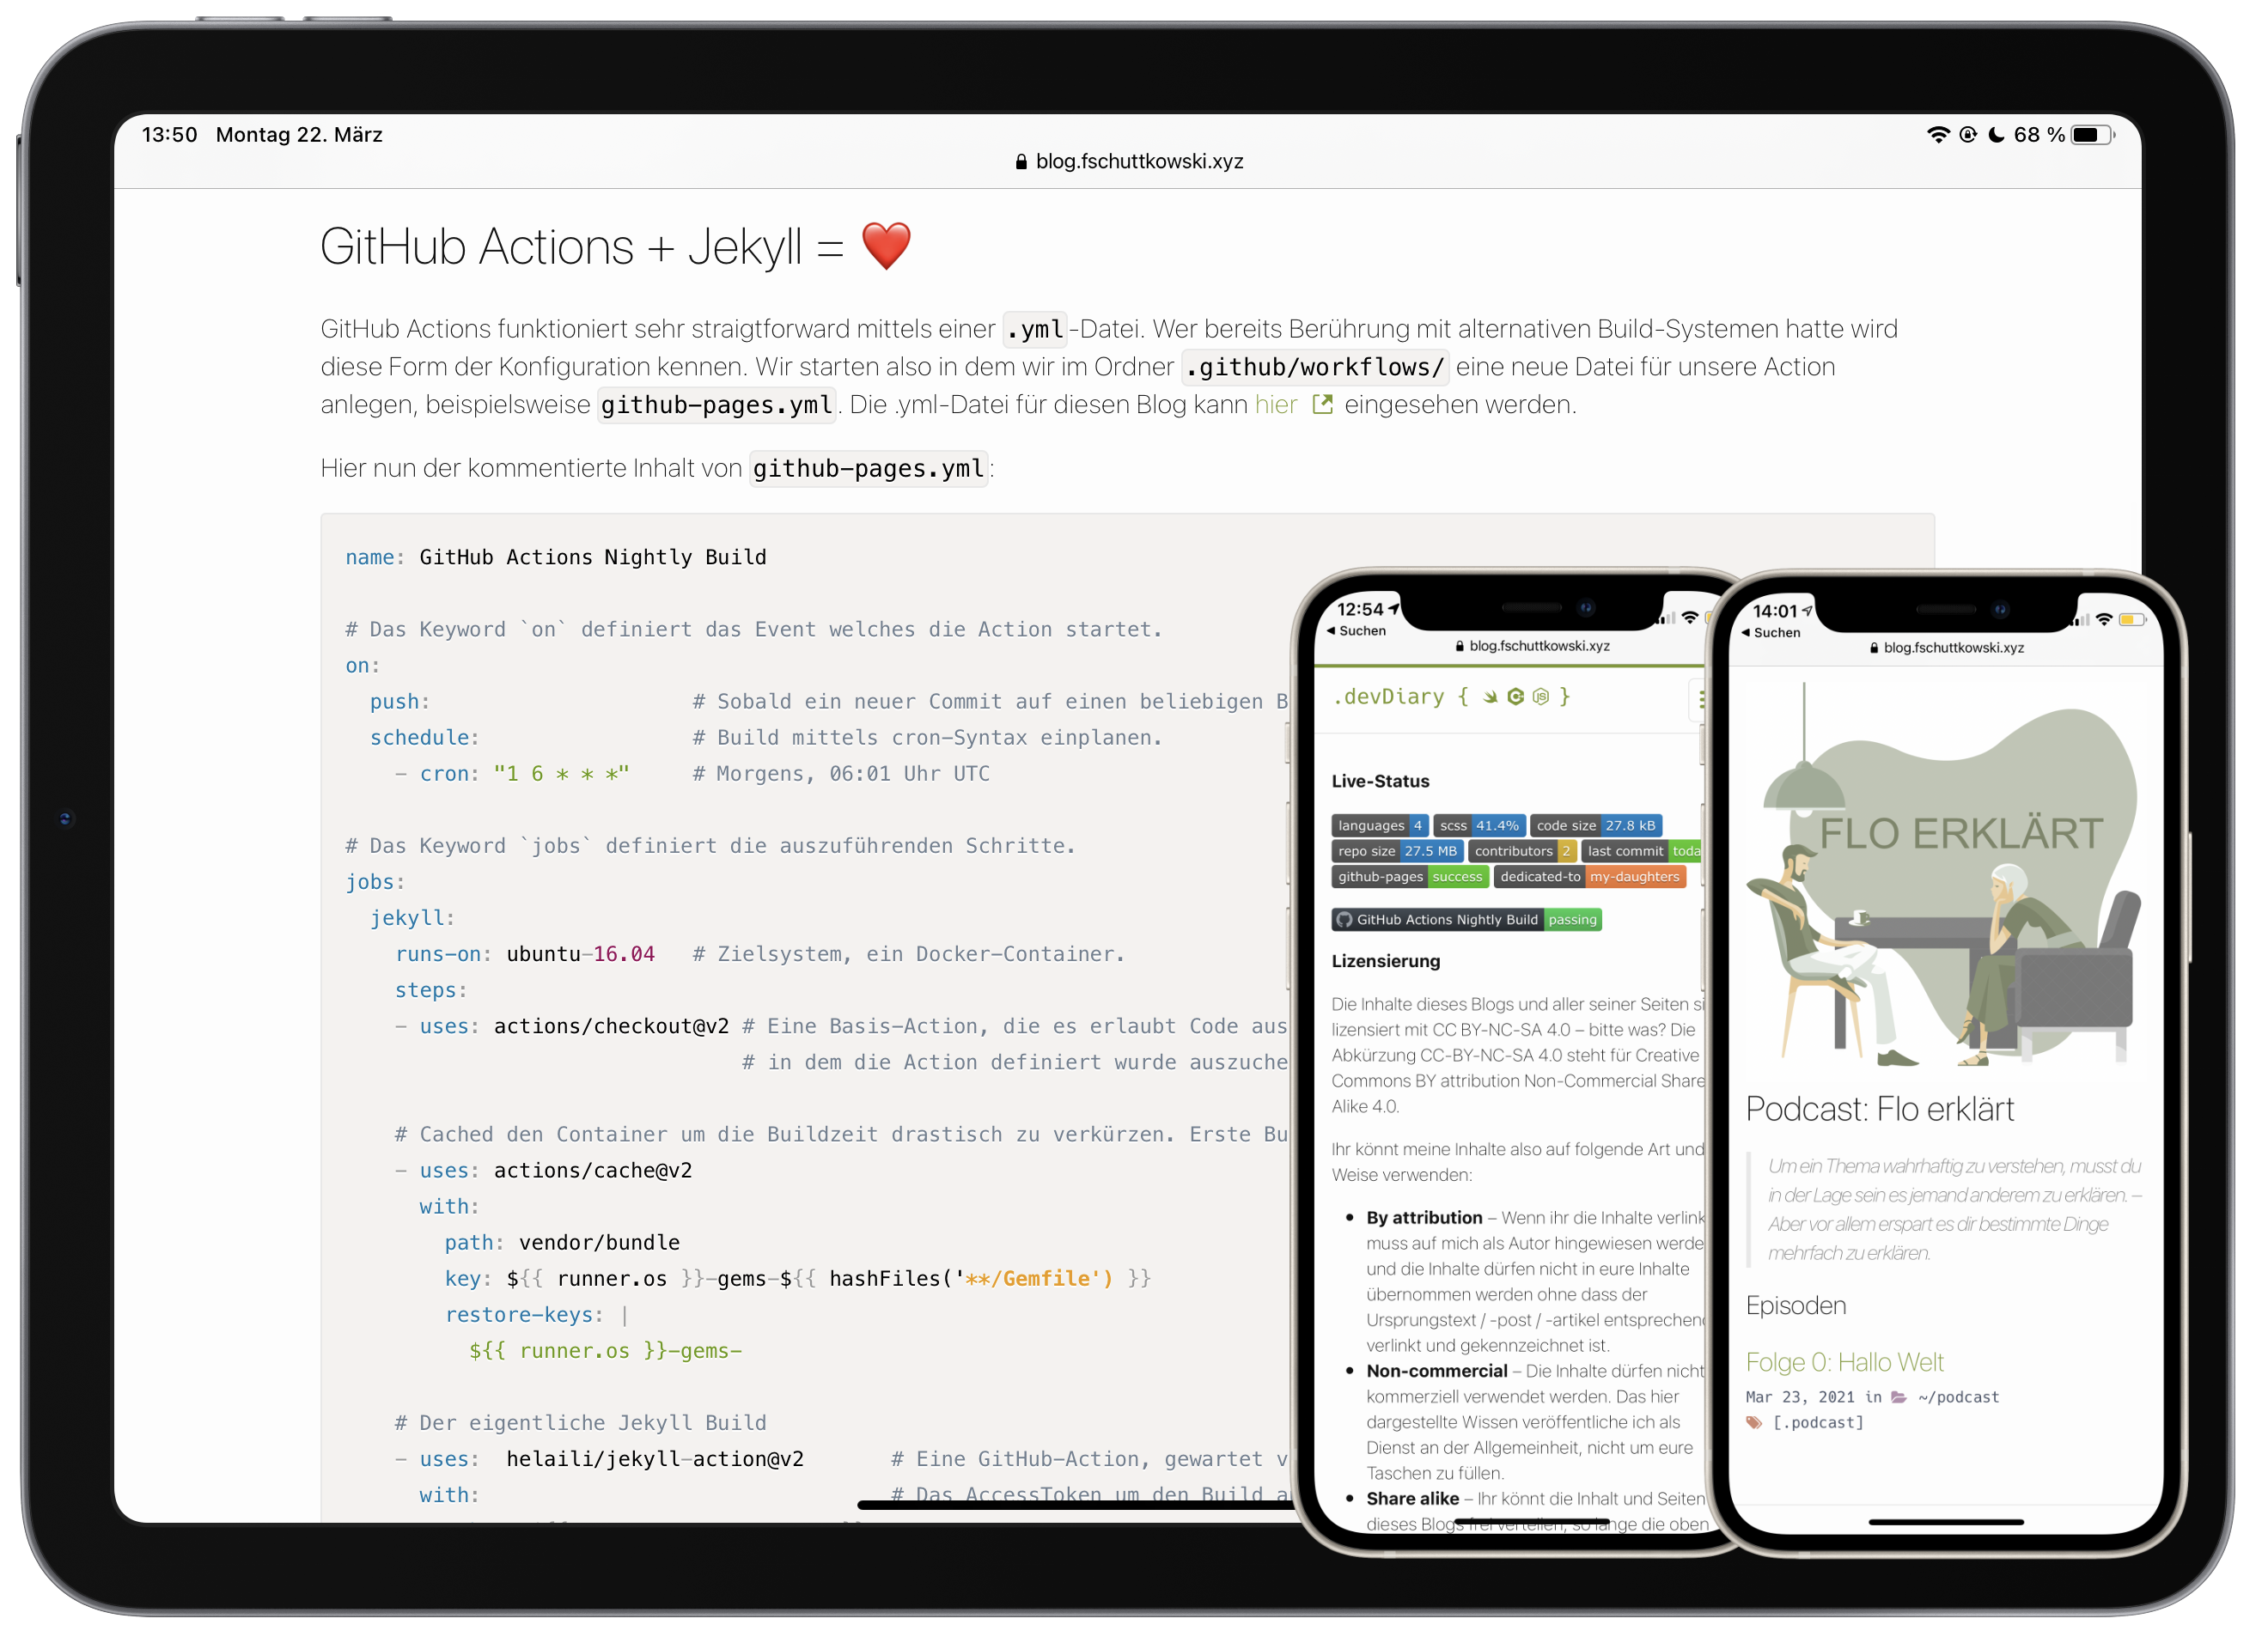 13:50 Montag 22. März
68 %
blog.fschuttkowski.xyz
GitHub Actions + Jekyll = ❤️
GitHub Actions funktioniert sehr straigtforward mittels einer .yml-Datei. Wer bereits Berührung mit alternativen Build-Systemen hatte wird
diese Form der Konfiguration kennen. Wir starten also in dem wir im Ordner .github/workflows/ eine neue Datei für unsere Action
anlegen, beispielsweise github-pages.yml. Die .yml-Datei für diesen Blog kann hier eingesehen werden.
Hier nun der kommentierte Inhalt von github-pages.yml:
name: GitHub Actions Nightly Build
# Das Keyword `on` definiert das Event welches die Action startet.
on:
push: # Sobald ein neuer Commit auf einen beliebigen B
schedule: # Build mittels cron-Syntax einplanen.
- cron: "1 6 * * *" # Morgens, 06:01 Uhr UTC
# Das Keyword `jobs` definiert die auszuführenden Schritte.
jobs:
jekyll:
runs-on: ubuntu-16.04 # Zielsystem, ein Docker-Container.
steps:
- uses: actions/checkout@v2 # Eine Basis-Action, die es erlaubt Code aus
# in dem die Action definiert wurde auszuche
# Cached den Container um die Buildzeit drastisch zu verkürzen. Erste Bu
- uses: actions/cache@v2
with:
path: vendor/bundle
key: ${{ runner.os }}-gems-${{ hashFiles('**/Gemfile') }}
restore-keys: |
${{ runner.os }}-gems-
# Der eigentliche Jekyll Build
- uses: helaili/jekyll-action@v2 # Eine GitHub-Action, gewartet v
with: # Das AccessToken um den Build a
12:54
◀ Suchen
blog.fschuttkowski.xyz
.devDiary { JS }
Live-Status
languages 4 scss 41.4% code size 27.8 kB
repo size 27.5 MB contributors 2 last commit toda
github-pages success dedicated-to my-daughters
GitHub Actions Nightly Build passing
Lizensierung
Die Inhalte dieses Blogs und aller seiner Seiten si
lizensiert mit CC BY-NC-SA 4.0 – bitte was? Die
Abkürzung CC-BY-NC-SA 4.0 steht für Creative
Commons BY attribution Non-Commercial Share
Alike 4.0.
Ihr könnt meine Inhalte also auf folgende Art und
Weise verwenden:
• By attribution – Wenn ihr die Inhalte verlink
muss auf mich als Autor hingewiesen werde
und die Inhalte dürfen nicht in eure Inhalte
übernommen werden ohne dass der
Ursprungstext / -post / -artikel entsprechend
verlinkt und gekennzeichnet ist.
• Non-commercial – Die Inhalte dürfen nicht
kommerziell verwendet werden. Das hier
dargestellte Wissen veröffentliche ich als
Dienst an der Allgemeinheit, nicht um eure
Taschen zu füllen.
• Share alike – Ihr könnt die Inhalt und Seiten
dieses Blogs frei verteilen, so lange die oben
14:01
◀ Suchen
blog.fschuttkowski.xyz
FLO ERKLÄRT
Podcast: Flo erklärt
Um ein Thema wahrhaftig zu verstehen, musst du
in der Lage sein es jemand anderem zu erklären. –
Aber vor allem erspart es dir bestimmte Dinge
mehrfach zu erklären.
Episoden
Folge 0: Hallo Welt
Mar 23, 2021 in ~/podcast
[.podcast]